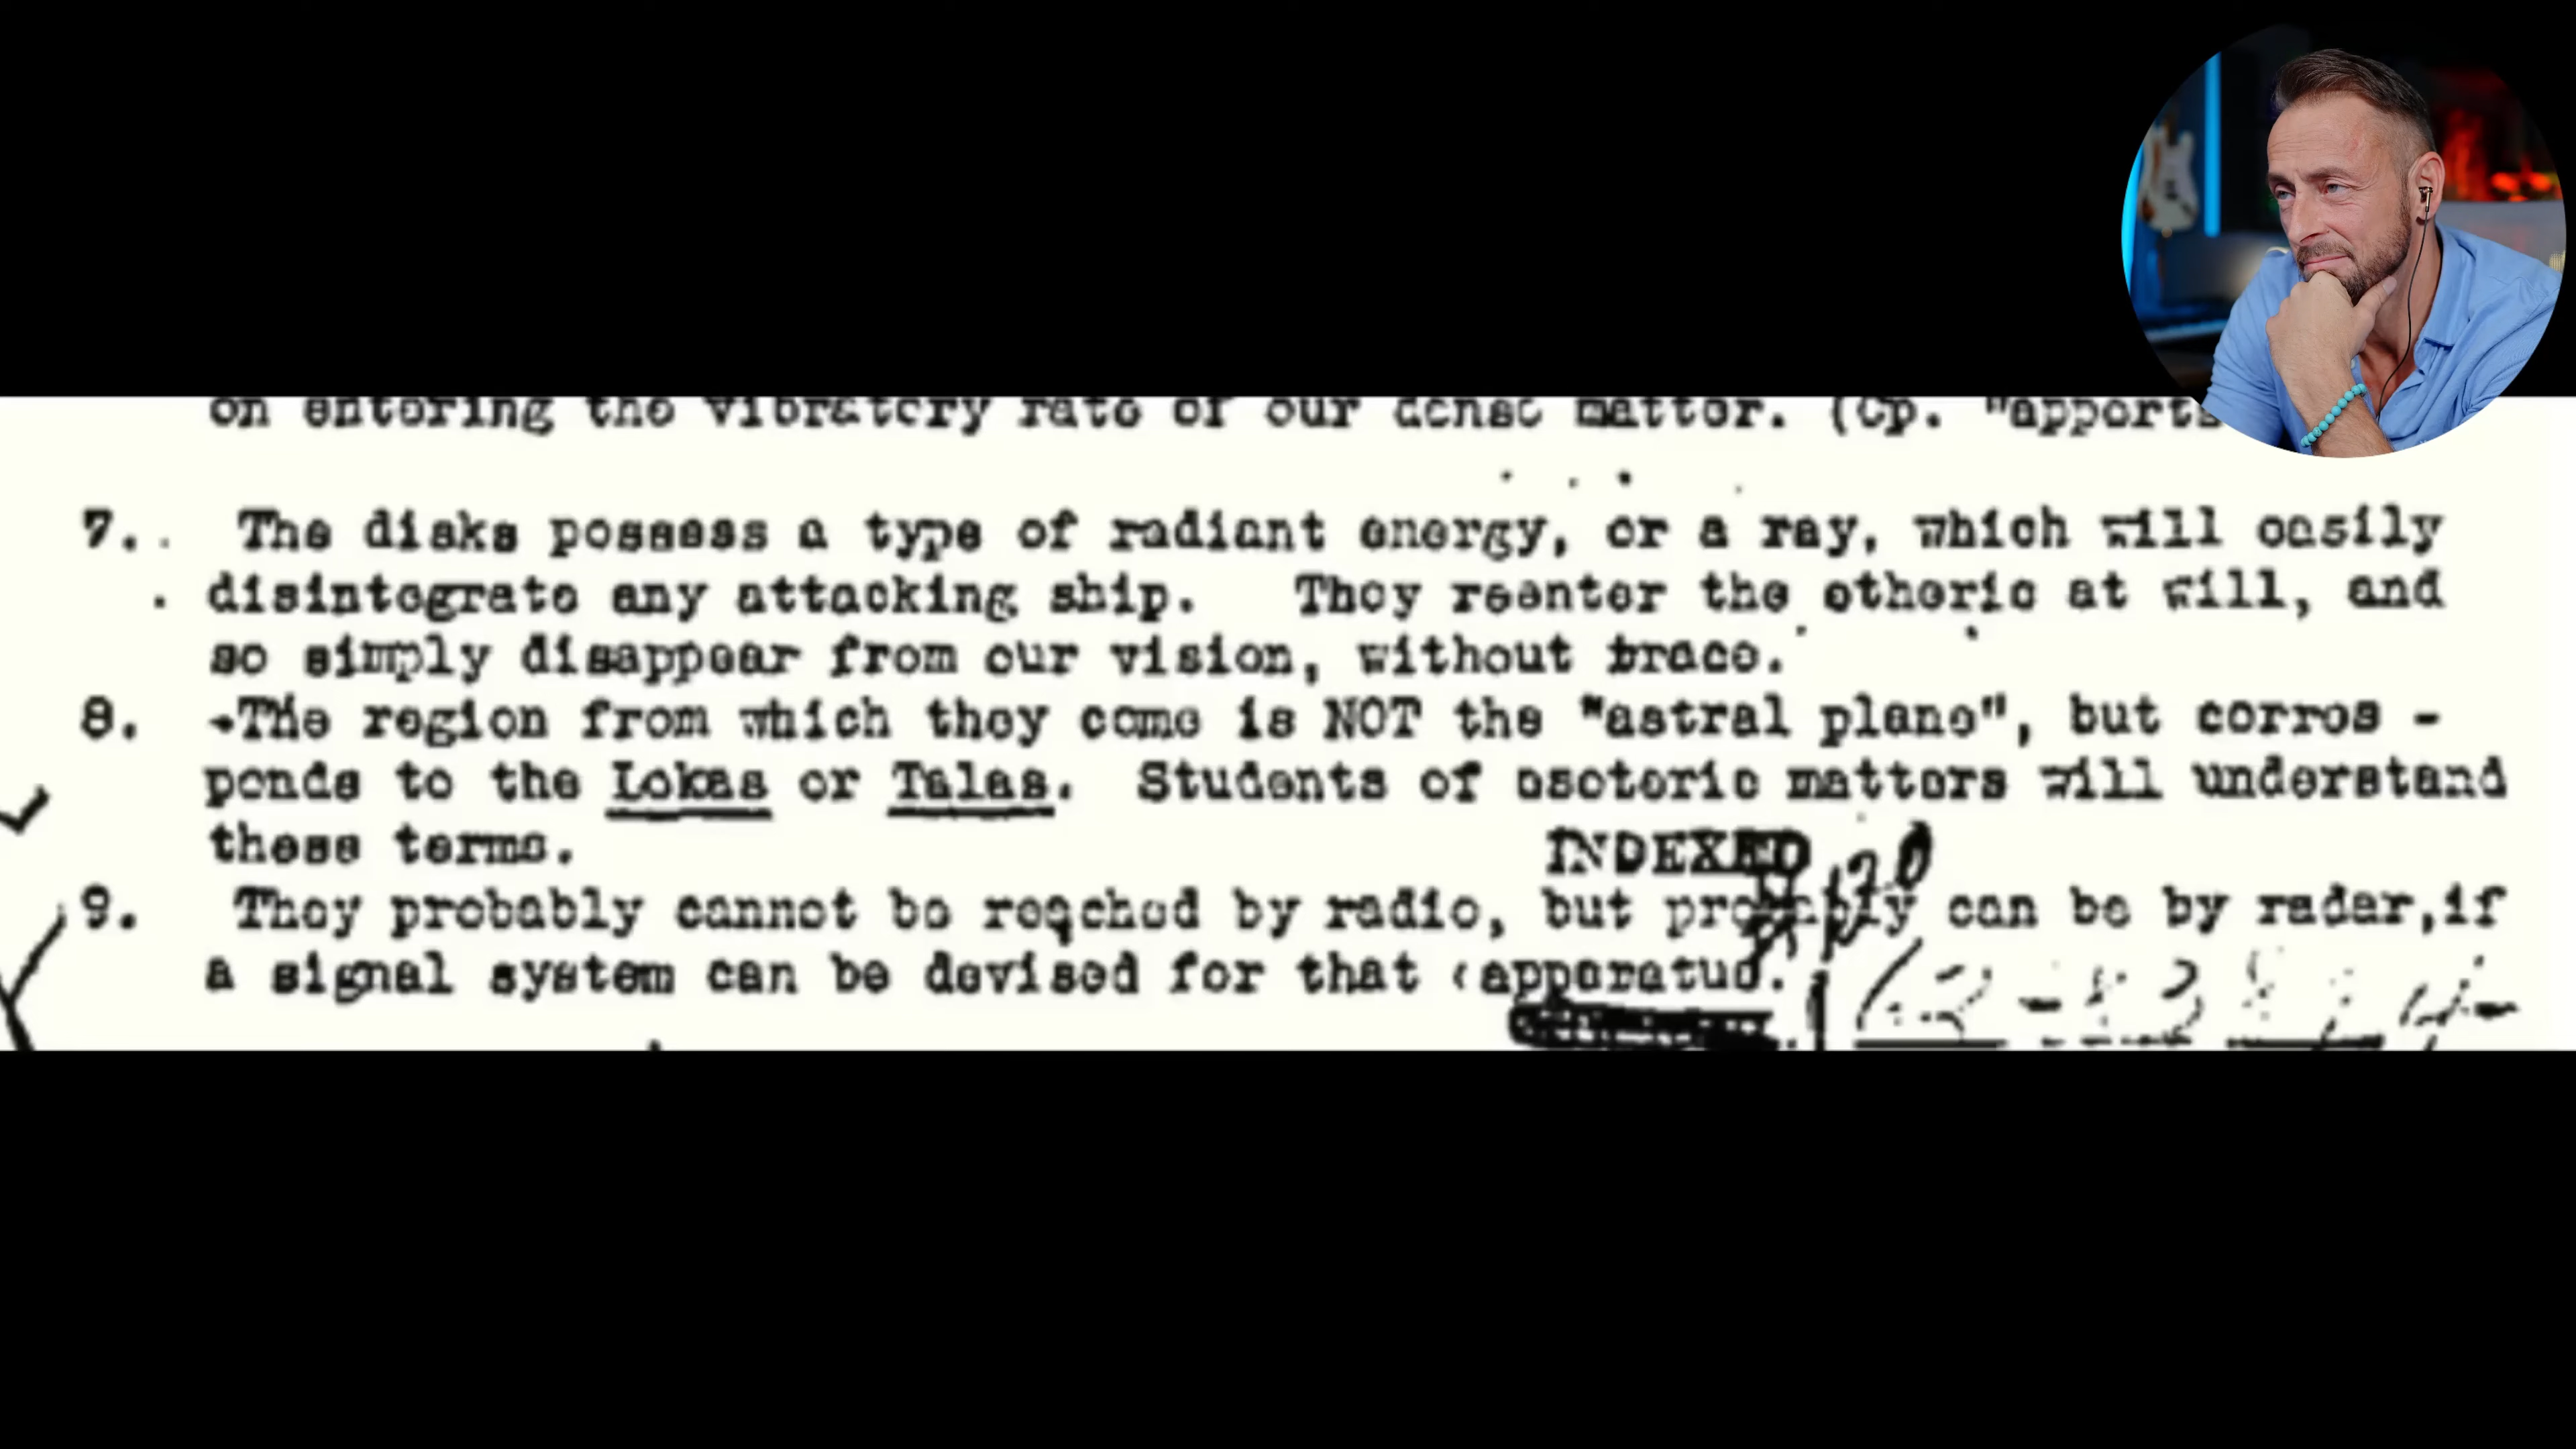 on entering the vibratory rate of our dense matter. (Cp. "apports
7. The disks possess a type of radiant energy, or a ray, which will easily
disintegrate any attacking ship. They reenter the etheric at will, and
so simply disappear from our vision, without trace.
8. -The region from which they come is NOT the "astral plane", but corres -
ponds to the Lokas or Talas. Students of esoteric matters will understand
these terms.
INDEXED
9. They probably cannot be reached by radio, but probably can be by radar,if
a signal system can be devised for that apparatus.